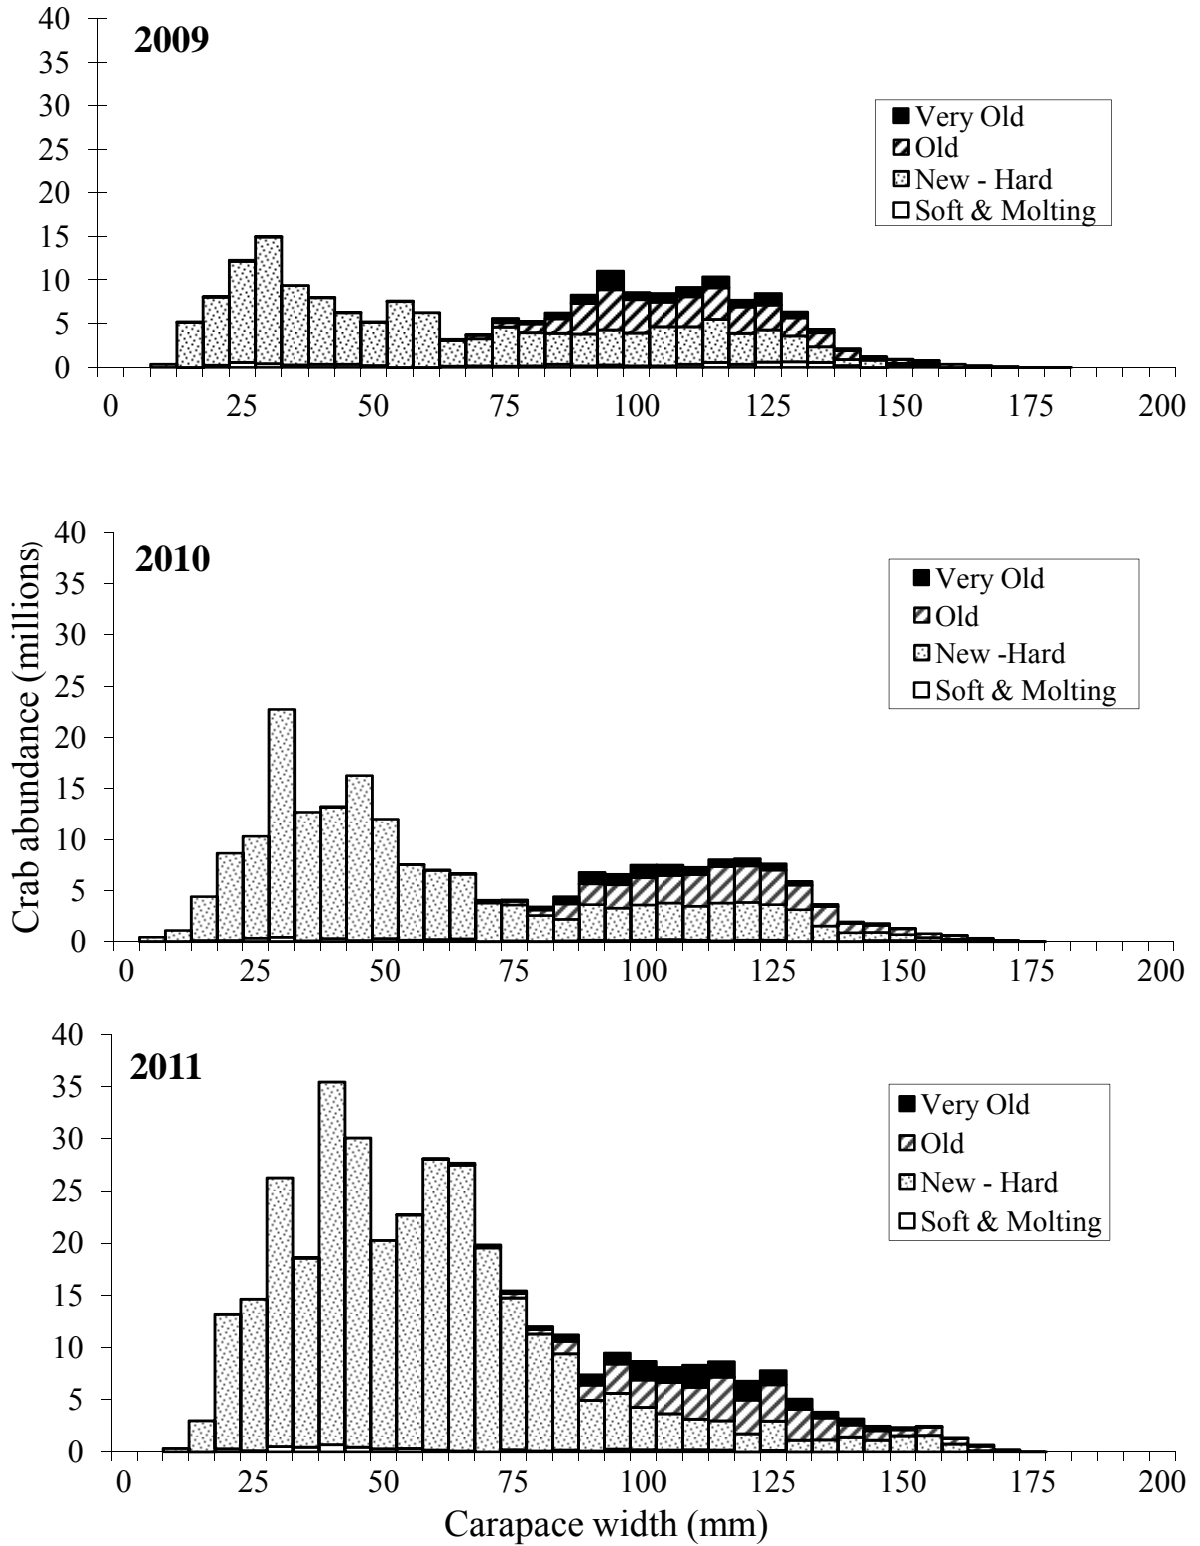 40
2009
35
30
25
20
15
10
5
0
Very Old
Old
New - Hard
Soft & Molting
0 25 50 75 100 125 150 175 200
Crab abundance (millions)
40
2010
35
30
25
20
15
10
5
0
Very Old
Old
New -Hard
Soft & Molting
0 25 50 75 100 125 150 175 200
40
2011
35
30
25
20
15
10
5
0
Very Old
Old
New - Hard
Soft & Molting
0 25 50 75 100 125 150 175 200
Carapace width (mm)